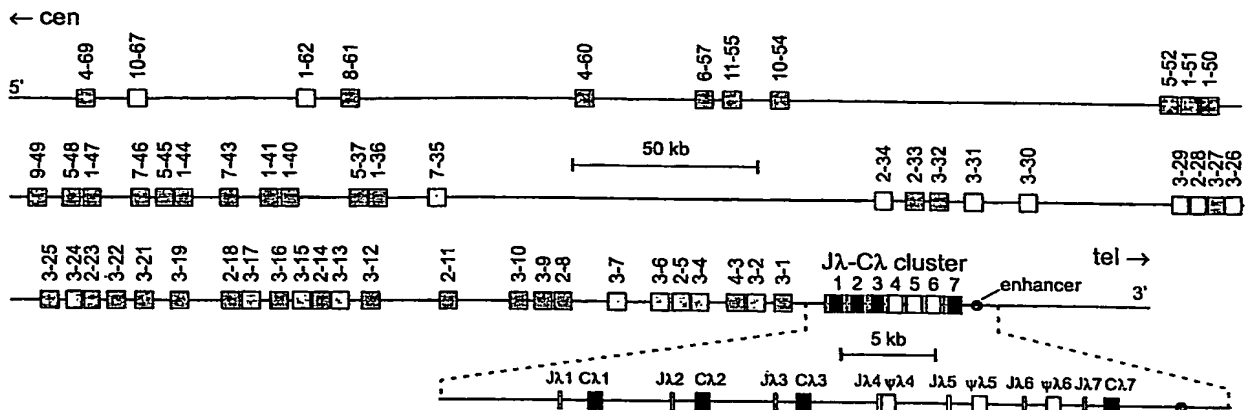 ← cen
4-69 10-67 1-62 8-61 4-60 6-57 11-55 10-54 5-52 1-51 1-50
5'
50 kb
9-49 5-48 1-47 7-46 5-45 1-44 7-43 1-41 1-40 5-37 1-36 7-35 2-34 2-33 3-32 3-31 3-30 3-29 2-28 3-27 3-26
3-25 3-24 2-23 3-22 3-21 3-19 2-18 3-17 3-16 3-15 2-14 3-13 3-12 2-11 3-10 3-9 2-8 3-7 3-6 2-5 3-4 4-3 3-2 3-1
Jλ-Cλ cluster
tel →
1 2 3 4 5 6 7
enhancer
3'
5 kb
Jλ1 Cλ1 Jλ2 Cλ2 Jλ3 Cλ3 Jλ4 ψλ4 Jλ5 ψλ5 Jλ6 ψλ6 Jλ7 Cλ7